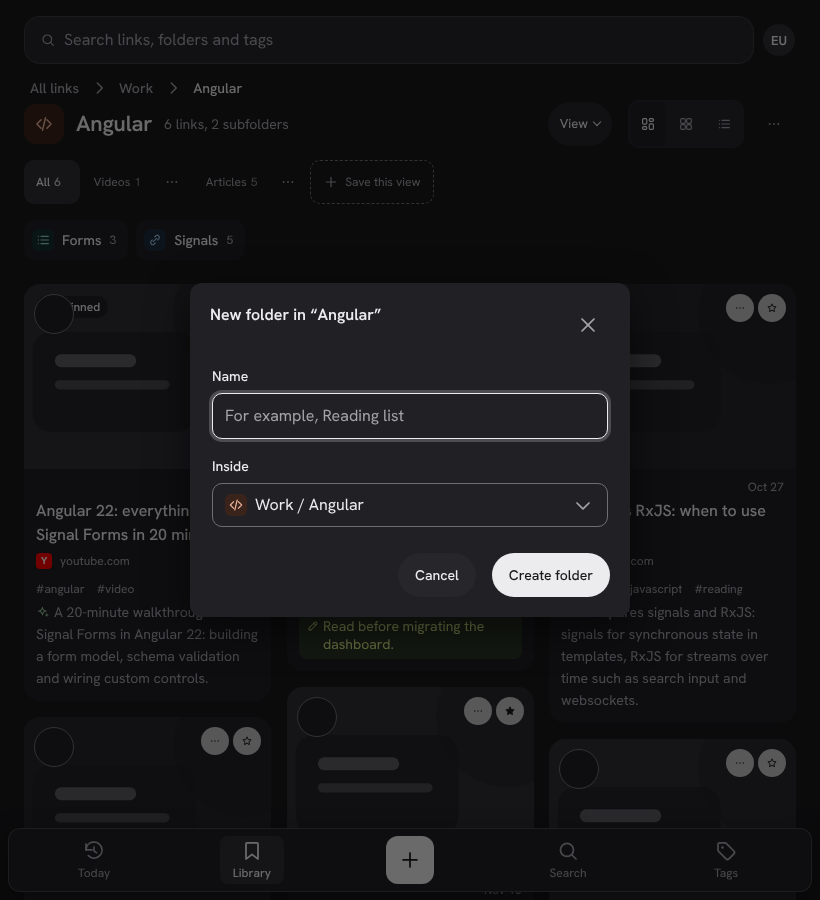 Search links, folders and tags
EU
All links
Work
Angular
Angular
6 links, 2 subfolders
View
All 6
Videos 1
Articles 5
Save this view
Forms 3
Signals 5
New folder in “Angular”
Name
For example, Reading list
Inside
Work / Angular
Cancel
Create folder
Oct 27
Angular 22:
Signal Forms in 20
RxJS: when to use
Y
youtube.com
#angular #video
#reading
A 20-minute
Signal Forms in Angular 22: building
a form model, schema validation
and wiring custom controls.
Read before migrating the
dashboard.
signals and RxJS:
signals for synchronous state in
templates, RxJS for streams over
time such as search input and
websockets.
Today
Library
Search
Tags